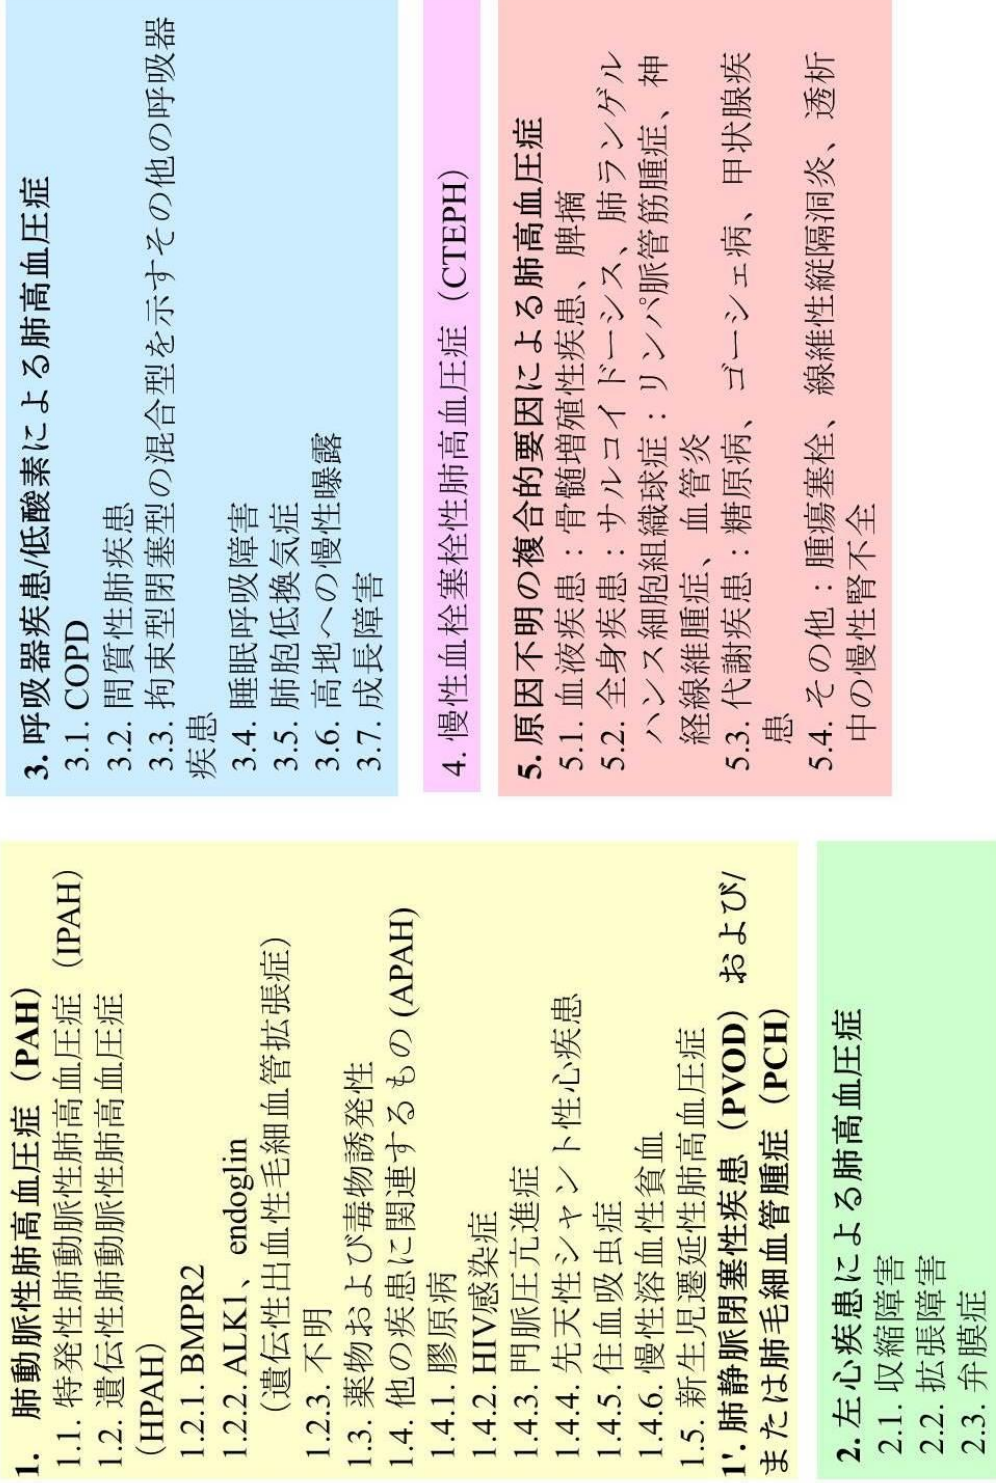 1. 肺動脈性肺高血圧症（PAH）
1.1. 特発性肺動脈性肺高血圧症（IPAH)
1.2. 遺伝性肺動脈性肺高血圧症
(HPAH)
1.2.1. BMPR2
1.2.2. ALK1、endoglin
（遺伝性出血性毛細血管拡張症）
1.2.3. 不明
1.3. 薬物および毒物誘発性
1.4. 他の疾患に関連するもの (APAH)
1.4.1. 膠原病
1.4.2. HIV感染症
1.4.3. 門脈圧亢進症
1.4.4. 先天性シャント性心疾患
1.4.5. 住血吸虫症
1.4.6. 慢性溶血性貧血
1.5. 新生児遷延性肺高血圧症
1'. 肺静脈閉塞性疾患（PVOD） および/
または肺毛細血管腫症（PCH）
2. 左心疾患による肺高血圧症
2.1. 収縮障害
2.2. 拡張障害
2.3. 弁膜症
3. 呼吸器疾患/低酸素による肺高血圧症
3.1. COPD
3.2. 間質性肺疾患
3.3. 拘束型閉塞型の混合型を示すその他の呼吸器
疾患
3.4. 睡眠呼吸障害
3.5. 肺胞低換気症
3.6. 高地への慢性曝露
3.7. 成長障害
4. 慢性血栓塞栓性肺高血圧症（CTEPH）
5. 原因不明の複合的要因による肺高血圧症
5.1. 血液疾患：骨髄増殖性疾患、脾摘
5.2. 全身疾患：サルコイドーシス、肺ランゲル
ハンス細胞組織球症：リンパ脈管筋腫症、神
経線維腫症、血管炎
5.3. 代謝疾患：糖原病、ゴーシェ病、甲状腺疾
患
5.4. その他：腫瘍塞栓、線維性縦隔洞炎、透析
中の慢性腎不全